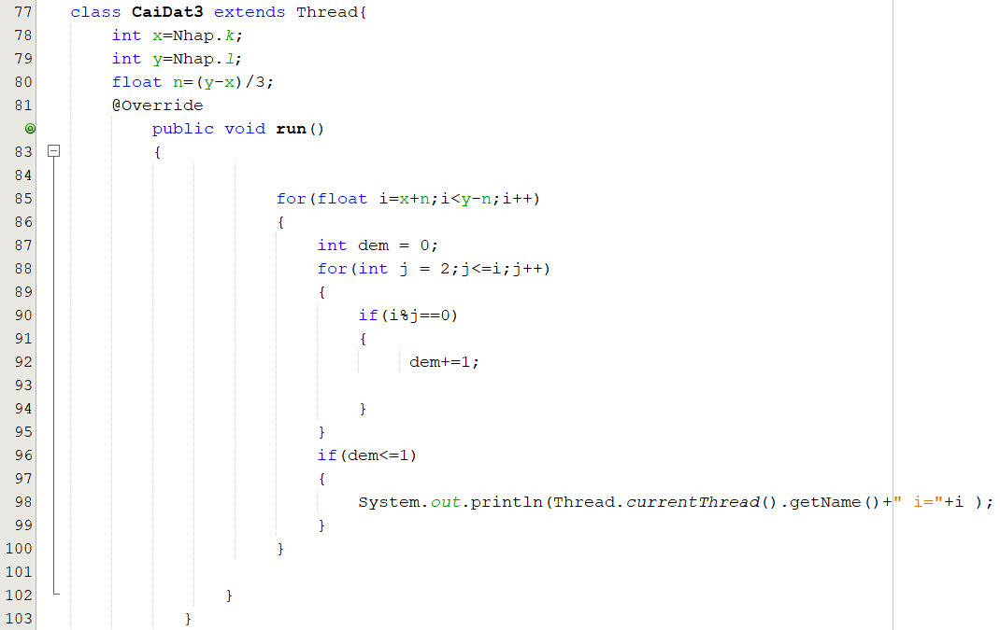 77 class CaiDat3 extends Thread{
78 int x=Nhap.k;
79 int y=Nhap.l;
80 float n=(y-x)/3;
81 @Override
public void run()
83 {
84
85 for(float i=x+n;i<y-n;i++)
86 {
87 int dem = 0;
88 for(int j = 2;j<=i;j++)
89 {
90 if(i%j==0)
91 {
92 dem+=1;
93
94 }
95 }
96 if(dem<=1)
97 {
98 System.out.println(Thread.currentThread().getName()+" i="+i );
99 }
100 }
101
102 }
103 }